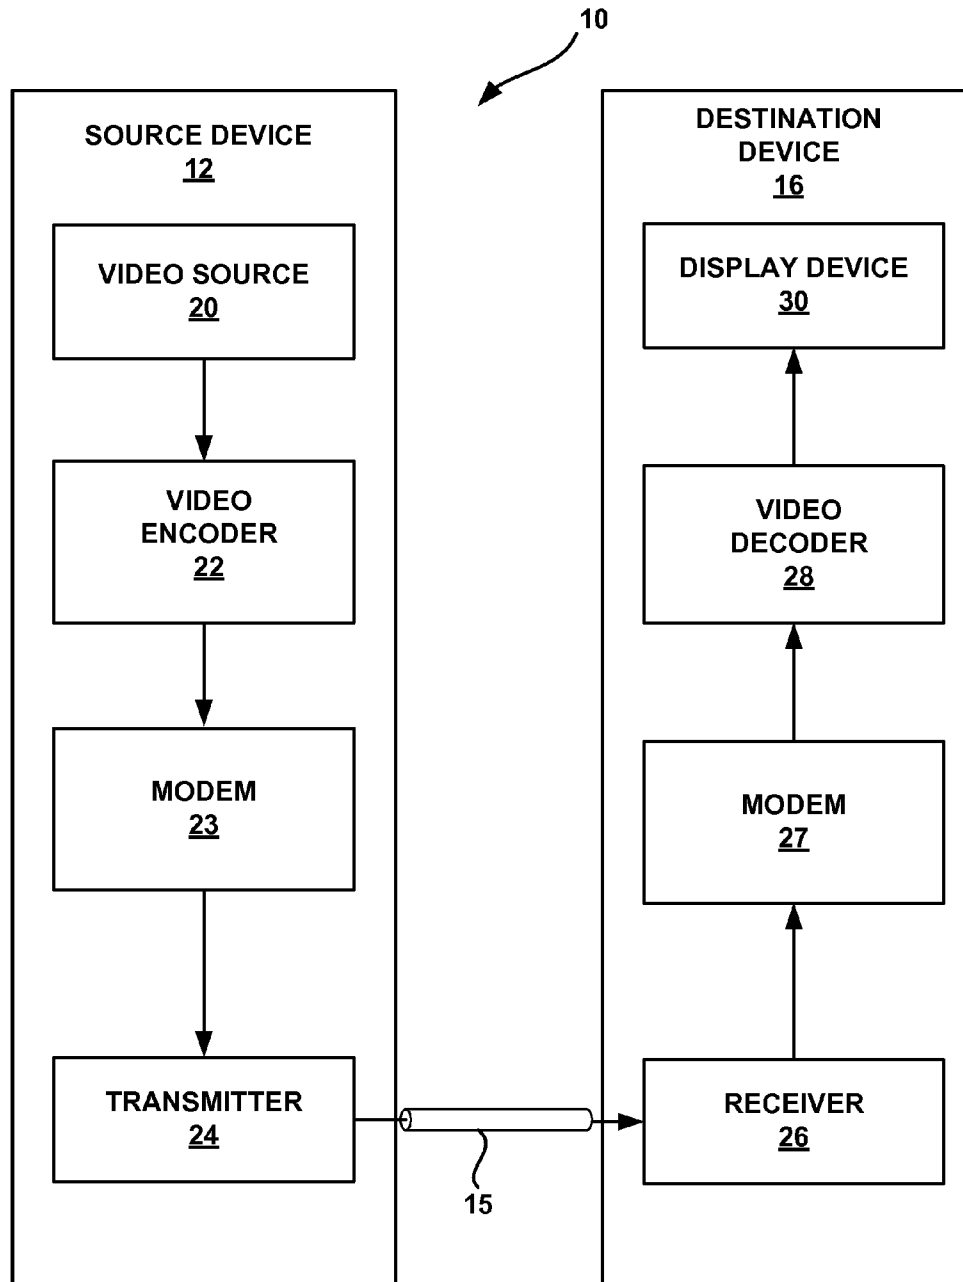 10
SOURCE DEVICE
12
VIDEO SOURCE
20
VIDEO
ENCODER
22
MODEM
23
TRANSMITTER
24
15
DESTINATION
DEVICE
16
DISPLAY DEVICE
30
VIDEO
DECODER
28
MODEM
27
RECEIVER
26